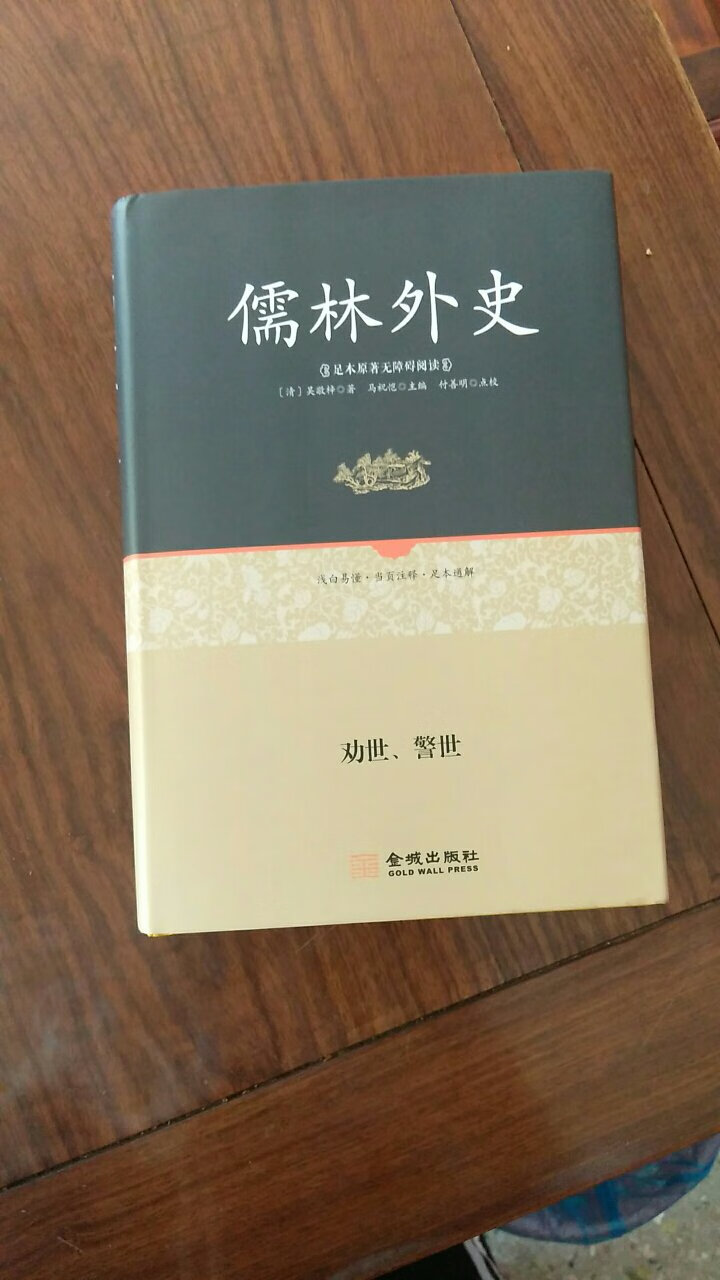 儒林外史
《足本原著无障碍阅读》
［清］吴敬梓◎著 马祝恺◎主编 付善明◎点校
浅白易懂·当页注释·足本通解
劝世、警世
金城出版社
GOLD WALL PRESS